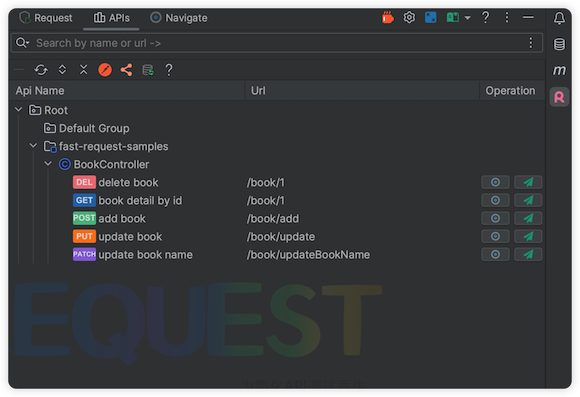 Request APIs Navigate
Search by name or url ->
Api Name Url Operation
Root
Default Group
fast-request-samples
C BookController
DEL delete book /book/1
GET book detail by id /book/1
POST add book /book/add
PUT update book /book/update
PATCH update book name /book/updateBookName
EQUEST
m
R